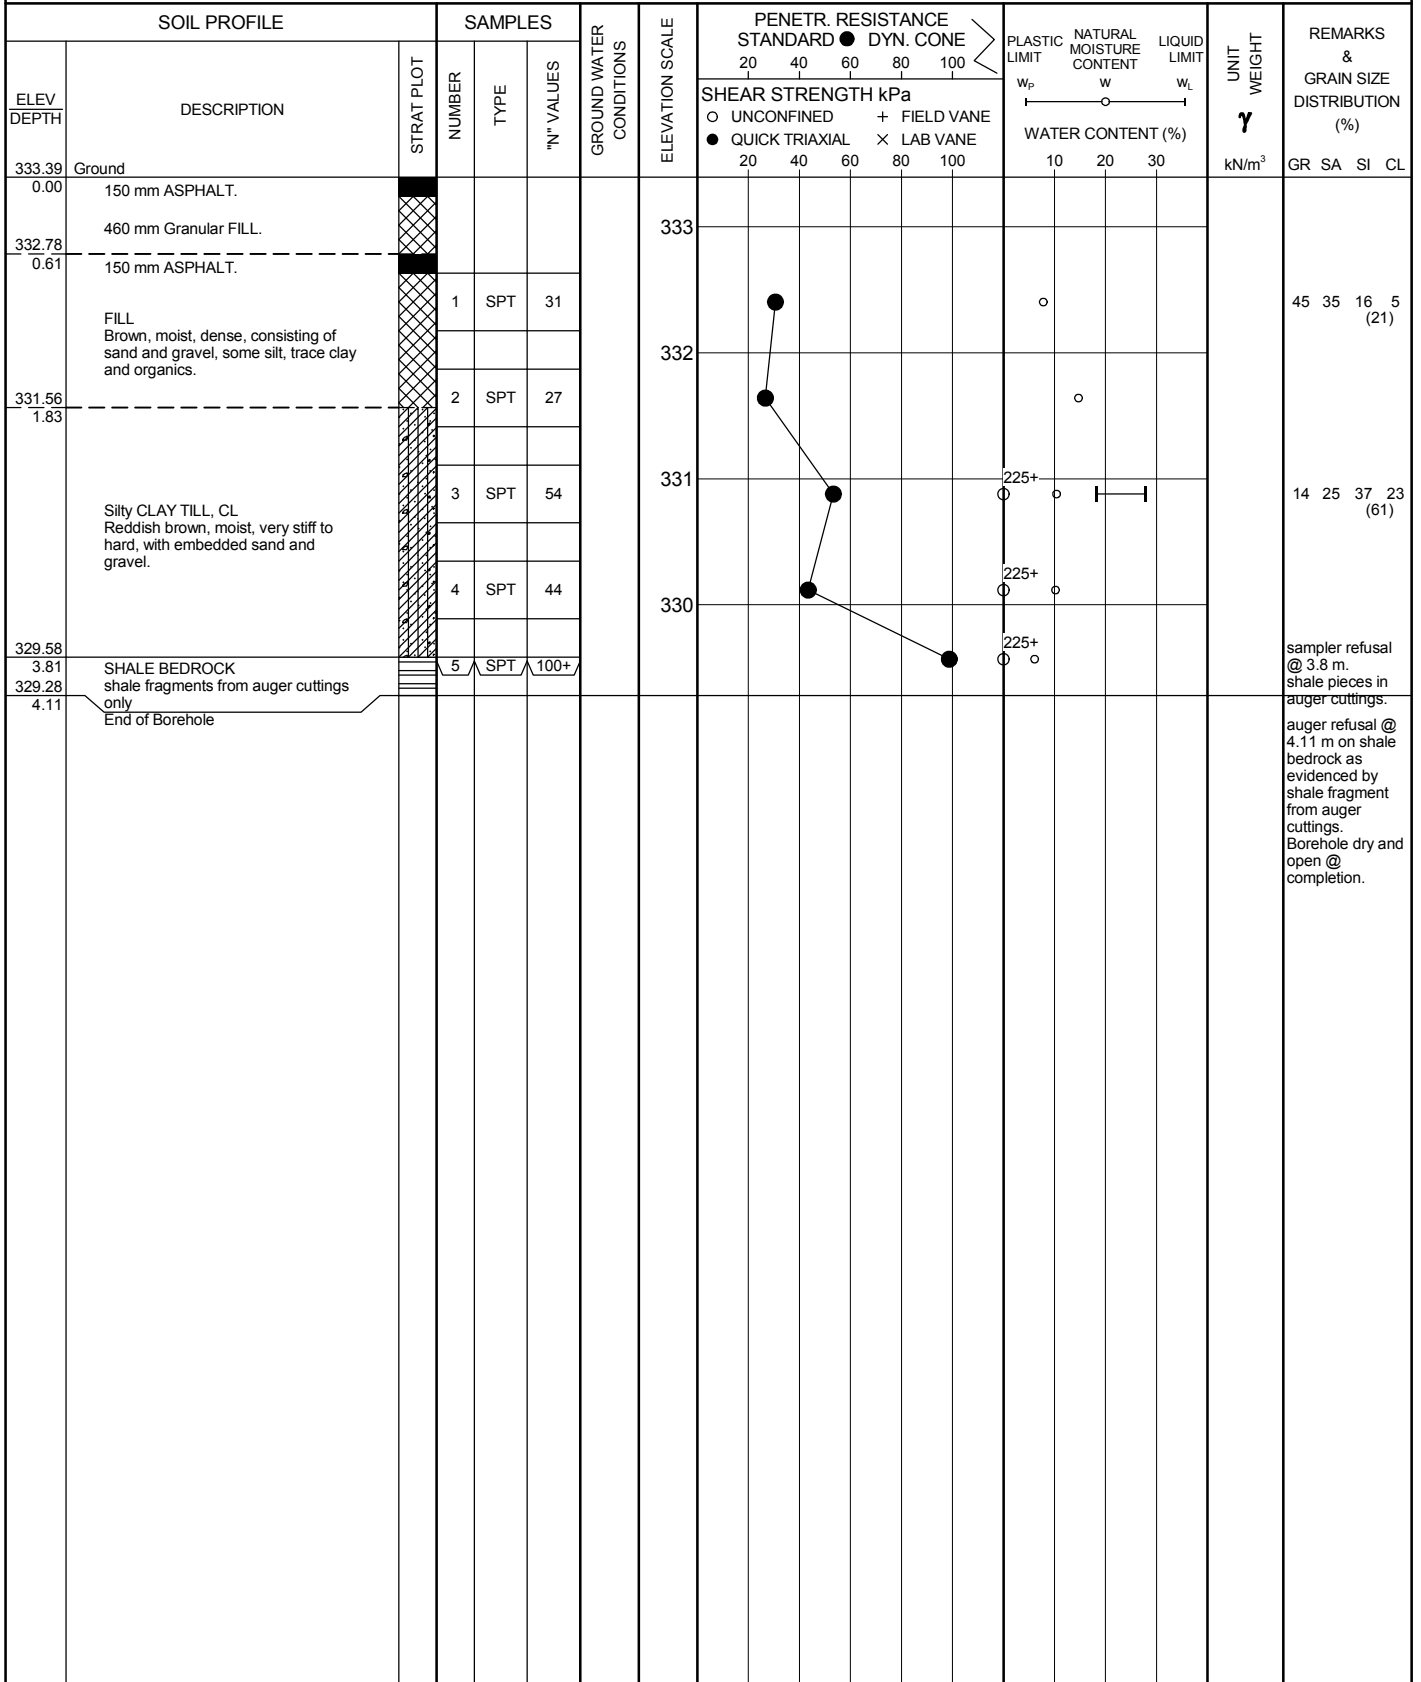 SOIL PROFILE
SAMPLES
GROUND WATER
CONDITIONS
ELEVATION SCALE
PENETR. RESISTANCE
STANDARD ● DYN. CONE
20 40 60 80 100
SHEAR STRENGTH kPa
○ UNCONFINED + FIELD VANE
● QUICK TRIAXIAL × LAB VANE
20 40 60 80 100
PLASTIC LIMIT
NATURAL MOISTURE CONTENT
LIQUID LIMIT
WP W WL
WATER CONTENT (%)
10 20 30
UNIT
WEIGHT
γ
kN/m³
REMARKS
&
GRAIN SIZE
DISTRIBUTION
(%)
GR SA SI CL
ELEV
DEPTH
DESCRIPTION
STRAT PLOT
NUMBER
TYPE
"N" VALUES
333.39 Ground
0.00
150 mm ASPHALT.
460 mm Granular FILL.
333
332.78
0.61
150 mm ASPHALT.
1 SPT 31
45 35 16 5
(21)
FILL
Brown, moist, dense, consisting of
sand and gravel, some silt, trace clay
and organics.
332
2 SPT 27
331.56
1.83
331
225+
3 SPT 54
14 25 37 23
(61)
Silty CLAY TILL, CL
Reddish brown, moist, very stiff to
hard, with embedded sand and
gravel.
225+
4 SPT 44
330
225+
329.58
3.81
SHALE BEDROCK
5 SPT 100+
shale fragments from auger cuttings
only
329.28
4.11
End of Borehole
sampler refusal
@ 3.8 m.
shale pieces in
auger cuttings.
auger refusal @
4.11 m on shale
bedrock as
evidenced by
shale fragment
from auger
cuttings.
Borehole dry and
open @
completion.